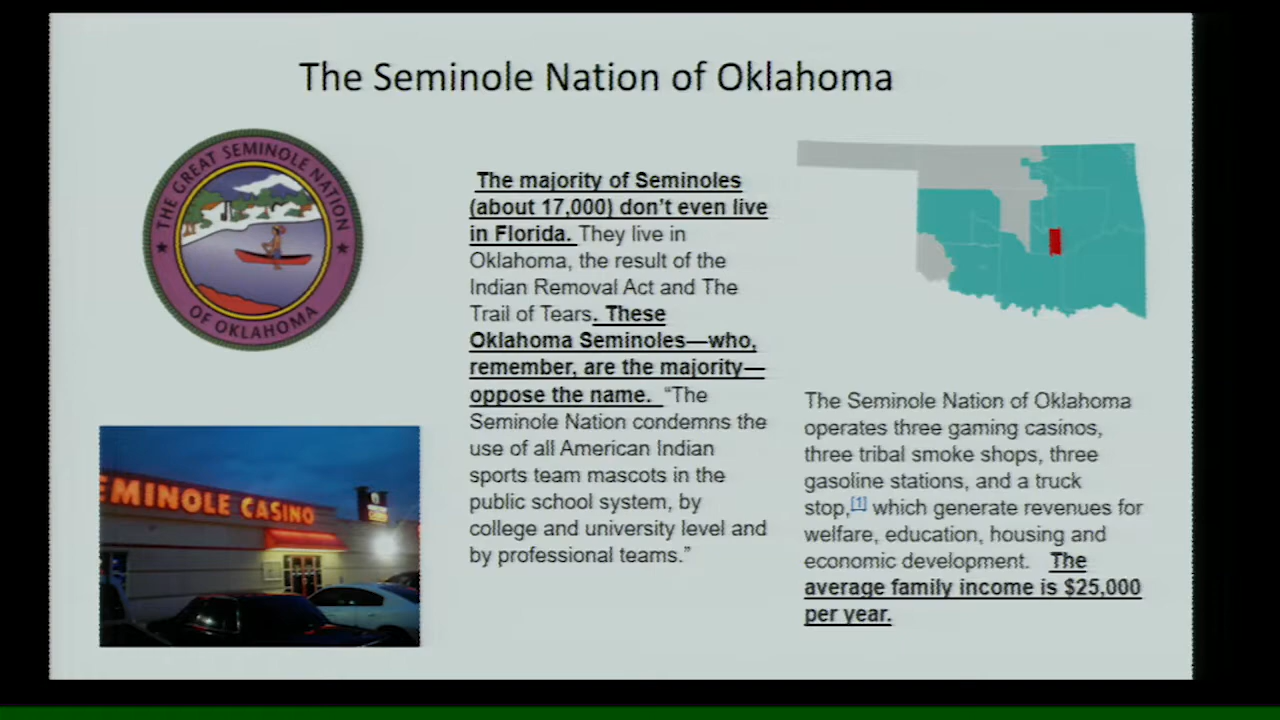 The Seminole Nation of Oklahoma
THE GREAT SEMINOLE NATION
OF OKLAHOMA
The majority of Seminoles
(about 17,000) don't even live
in Florida. They live in
Oklahoma, the result of the
Indian Removal Act and The
Trail of Tears. These
Oklahoma Seminoles—who,
remember, are the majority—
oppose the name. “The
Seminole Nation condemns the
use of all American Indian
sports team mascots in the
public school system, by
college and university level and
by professional teams.”
EMINOLE CASINO
The Seminole Nation of Oklahoma
operates three gaming casinos,
three tribal smoke shops, three
gasoline stations, and a truck
stop,[1] which generate revenues for
welfare, education, housing and
economic development. The
average family income is $25,000
per year.